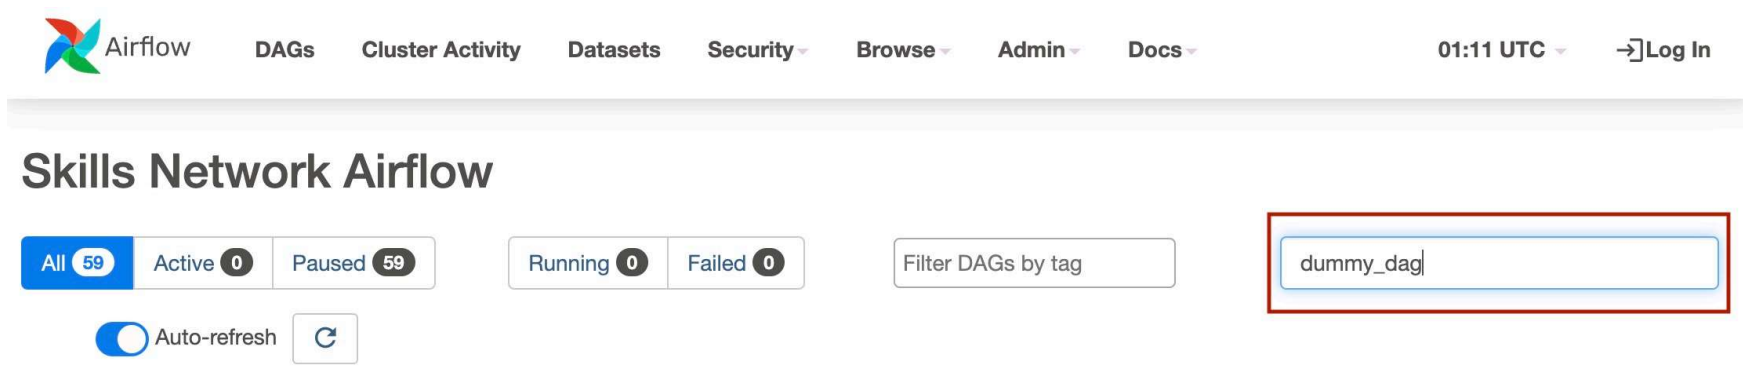 Airflow DAGs Cluster Activity Datasets Security Browse Admin Docs 01:11 UTC Log In
Skills Network Airflow
All 59 Active 0 Paused 59 Running 0 Failed 0 Filter DAGs by tag dummy_dag
Auto-refresh